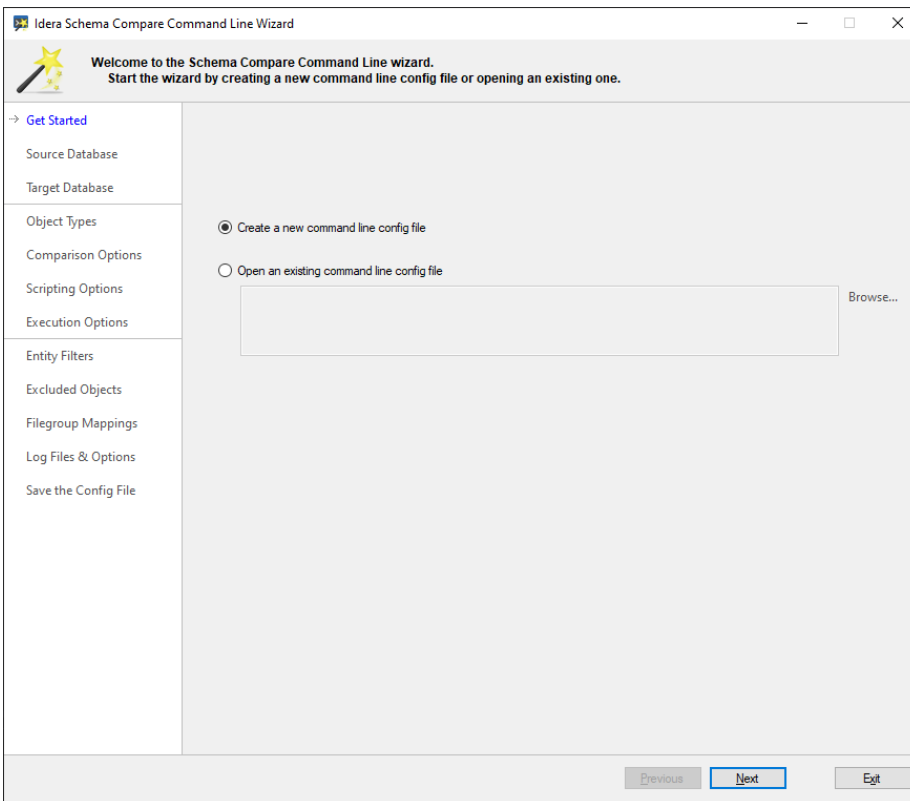 Idera Schema Compare Command Line Wizard
Welcome to the Schema Compare Command Line wizard.
Start the wizard by creating a new command line config file or opening an existing one.
Get Started
Source Database
Target Database
Object Types
Comparison Options
Scripting Options
Execution Options
Entity Filters
Excluded Objects
Filegroup Mappings
Log Files & Options
Save the Config File
Create a new command line config file
Open an existing command line config file
Browse...
Previous
Next
Exit